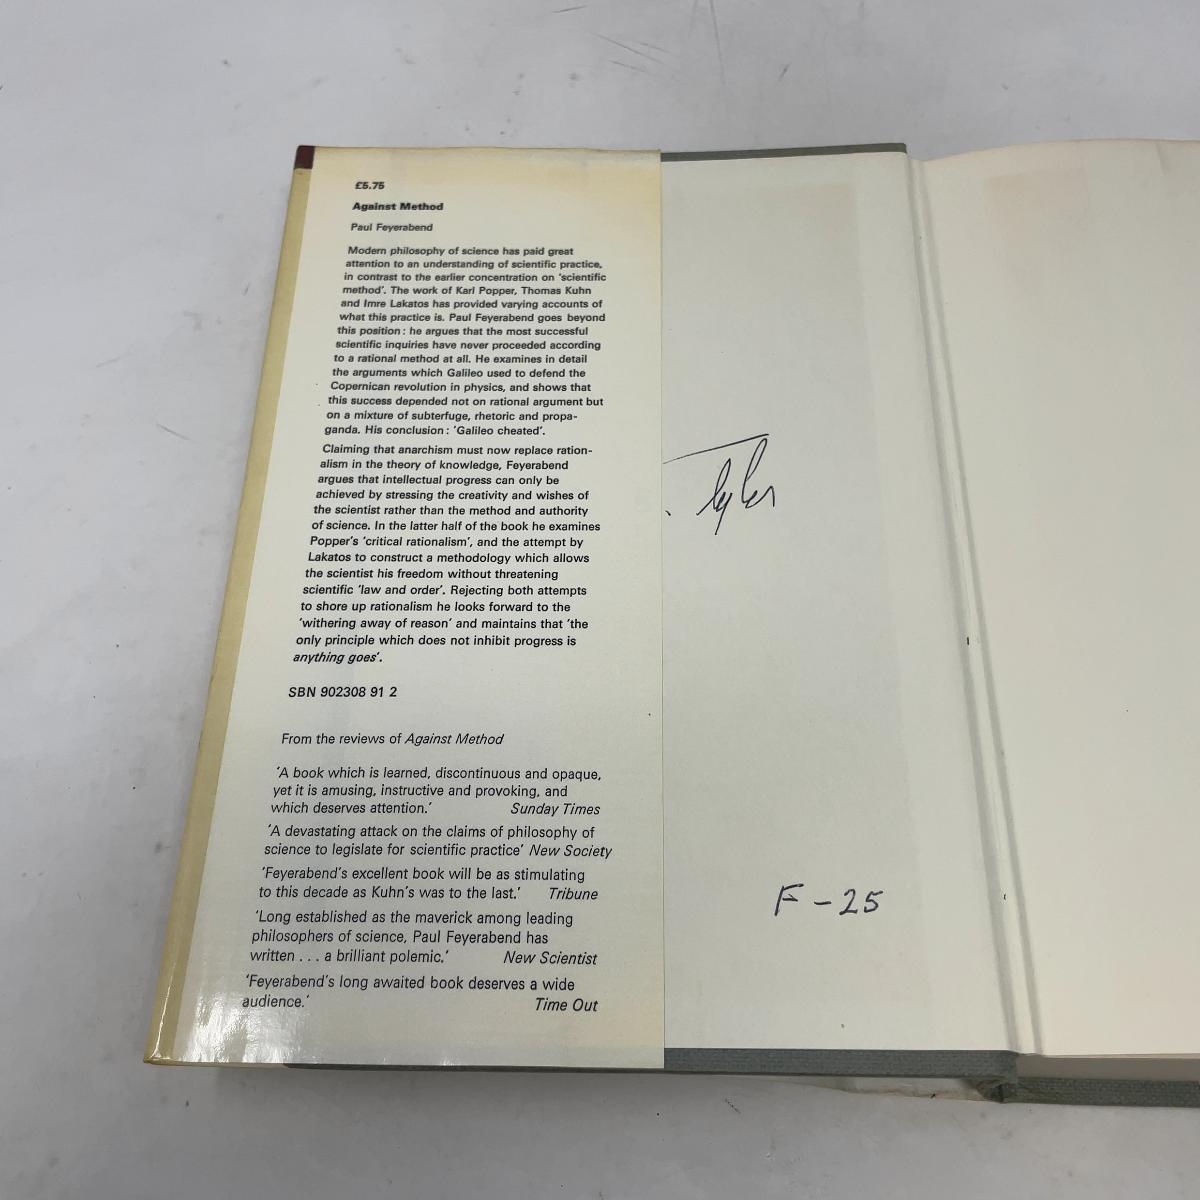 £5.75
Against Method
Paul Feyerabend
Modern philosophy of science has paid great
attention to an understanding of scientific practice,
in contrast to the earlier concentration on 'scientific
method'. The work of Karl Popper, Thomas Kuhn
and Imre Lakatos has provided varying accounts of
what this practice is. Paul Feyerabend goes beyond
this position : he argues that the most successful
scientific inquiries have never proceeded according
to a rational method at all. He examines in detail
the arguments which Galileo used to defend the
Copernican revolution in physics, and shows that
this success depended not on rational argument but
on a mixture of subterfuge, rhetoric and propa-
ganda. His conclusion : 'Galileo cheated'.
Claiming that anarchism must now replace ration-
alism in the theory of knowledge, Feyerabend
argues that intellectual progress can only be
achieved by stressing the creativity and wishes of
the scientist rather than the method and authority
of science. In the latter half of the book he examines
Popper's 'critical rationalism', and the attempt by
Lakatos to construct a methodology which allows
the scientist his freedom without threatening
scientific 'law and order'. Rejecting both attempts
to shore up rationalism he looks forward to the
'withering away of reason' and maintains that 'the
only principle which does not inhibit progress is
anything goes'.
SBN 902308 91 2
From the reviews of Against Method
'A book which is learned, discontinuous and opaque,
yet it is amusing, instructive and provoking, and
which deserves attention.' Sunday Times
'A devastating attack on the claims of philosophy of
science to legislate for scientific practice' New Society
'Feyerabend's excellent book will be as stimulating
to this decade as Kuhn's was to the last.' Tribune
'Long established as the maverick among leading
philosophers of science, Paul Feyerabend has
written . . . a brilliant polemic.' New Scientist
'Feyerabend's long awaited book deserves a wide
audience.' Time Out
F-25